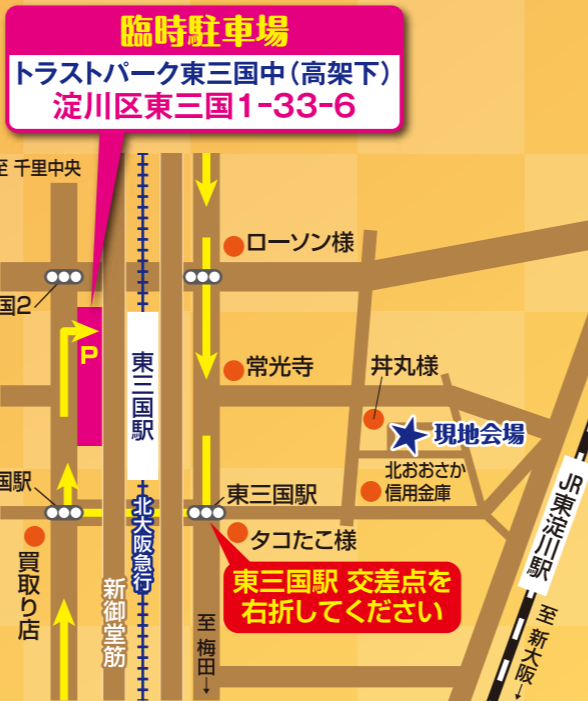 臨時駐車場
トラストパーク東三国中(高架下)
淀川区東三国1-33-6
至 千里中央
ローソン様
国2
P
東三国駅
常光寺
丼丸様
現地会場
北おおさか
信用金庫
国駅
東三国駅
JR東淀川駅
北大阪急行
タコたこ様
買取り店
新御堂筋
東三国駅 交差点を
右折してください
至 梅田→
至 新大阪→